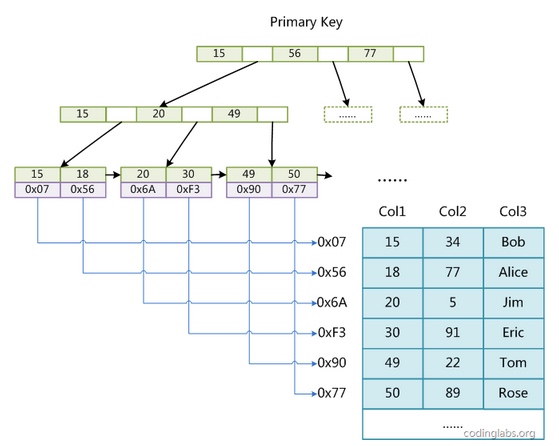 Primary Key
15 56 77
15 20 49
...... ......
15 18 20 30 49 50
0x07 0x56 0x6A 0xF3 0x90 0x77
......
Col1 Col2 Col3
0x07 15 34 Bob
0x56 18 77 Alice
0x6A 20 5 Jim
0xF3 30 91 Eric
0x90 49 22 Tom
0x77 50 89 Rose
......
codinglabs.org